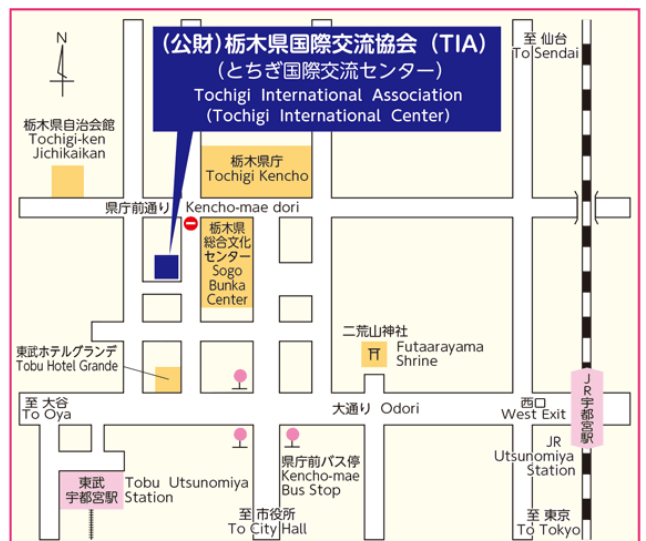 (公財)栃木県国際交流協会 (TIA)
(とちぎ国際交流センター)
Tochigi International Association
(Tochigi International Center)
N
至 仙台
To Sendai
栃木県自治会館
Tochigi-ken
Jichikaikan
栃木県庁
Tochigi Kencho
県庁前通り Kencho-mae dori
栃木県
総合文化
センター
Sogo
Bunka
Center
二荒山神社
Futaarayama
Shrine
東武ホテルグランデ
Tobu Hotel Grande
至 大谷
To Oya
大通り Odori
西口
West Exit
JR宇都宮駅
JR
Utsunomiya
Station
東武
宇都宮駅
Tobu Utsunomiya
Station
県庁前バス停
Kencho-mae
Bus Stop
至 市役所
To City Hall
至 東京
To Tokyo